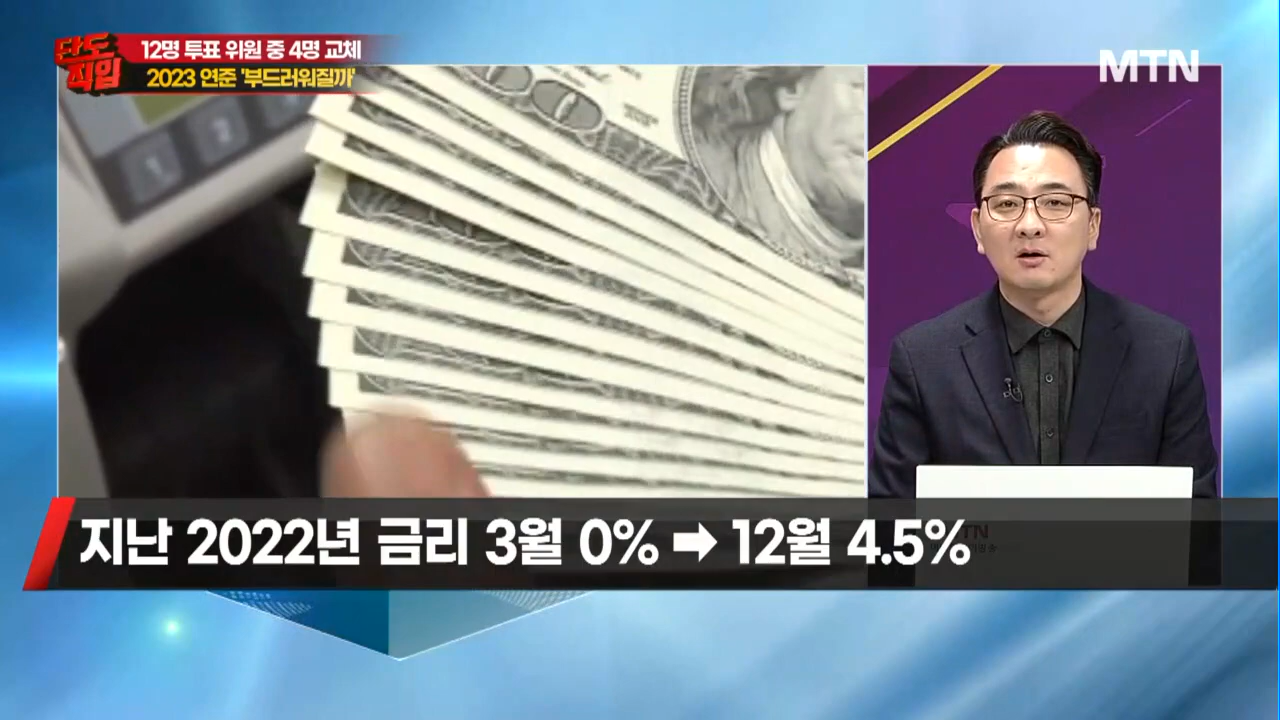 단도
직입
12명 투표 위원 중 4명 교체
2023 연준 '부드러워질까'
MTN
지난 2022년 금리 3월 0% ➡ 12월 4.5%